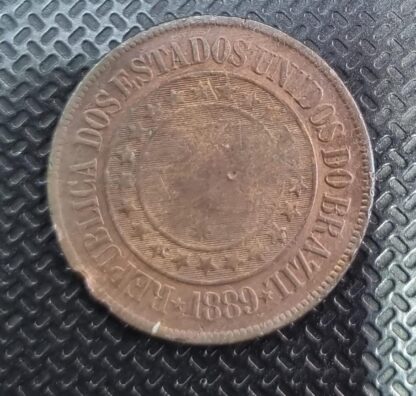 REPUBLICA DOS ESTADOS UNIDOS DO BRAZIL
★ 1889 ★